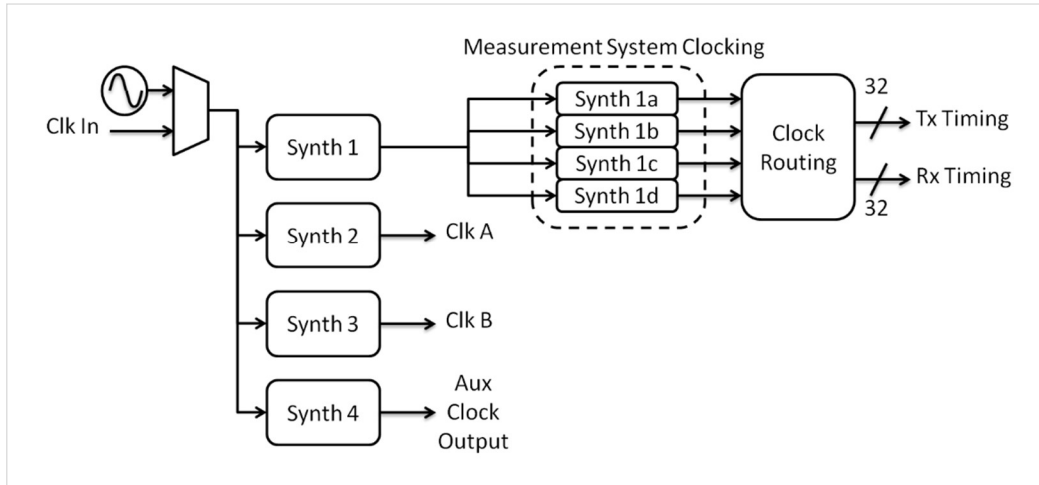 Measurement System Clocking
Clk In
Synth 1
Synth 1a
Synth 1b
Synth 1c
Synth 1d
Clock
Routing
32
Tx Timing
Rx Timing
32
Synth 2
Clk A
Synth 3
Clk B
Synth 4
Aux
Clock
Output